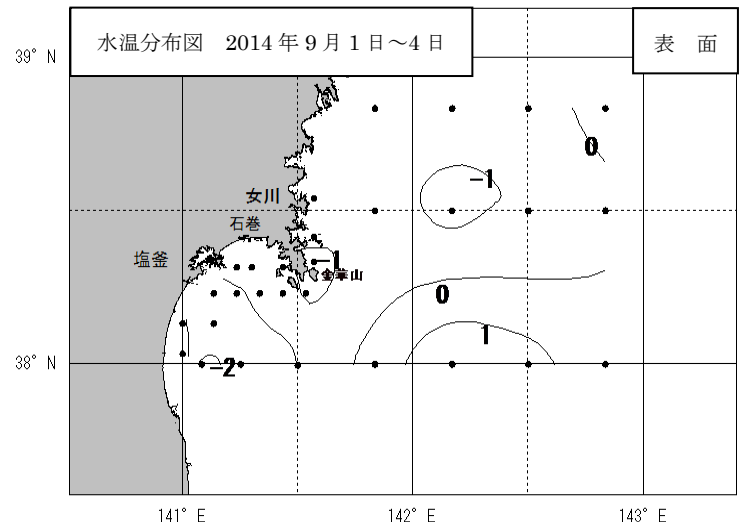 水温分布図　2014年9月1日～4日
表　面
39° N
0
-1
女川
石巻
塩釜
-1
金華山
0
1
38° N
-2
141° E
142° E
143° E